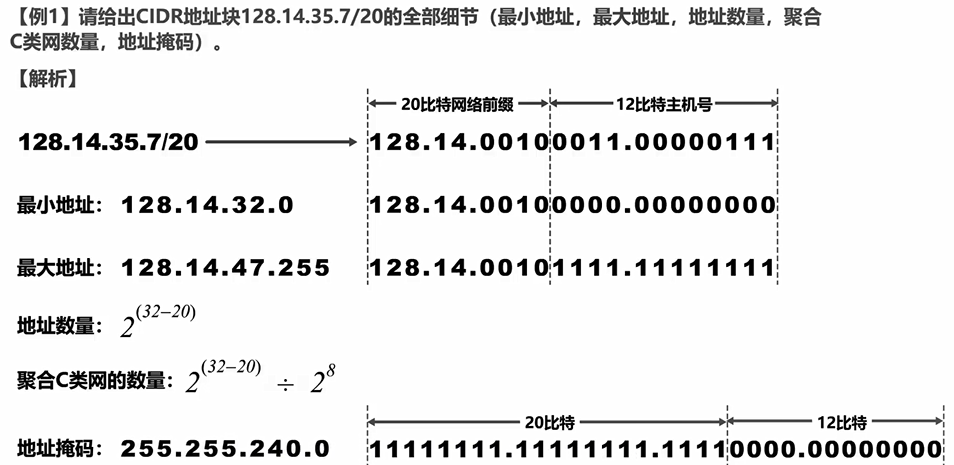 【例1】请给出CIDR地址块128.14.35.7/20的全部细节（最小地址，最大地址，地址数量，聚合
C类网数量，地址掩码）。
【解析】
20比特网络前缀 12比特主机号
128.14.35.7/20 128.14.00100011.00000111
最小地址： 128.14.32.0 128.14.00100000.00000000
最大地址： 128.14.47.255 128.14.00101111.11111111
地址数量： 2^(32–20)
聚合C类网的数量： 2^(32–20) ÷ 2^8
20比特 12比特
地址掩码： 255.255.240.0 11111111.11111111.11110000.00000000